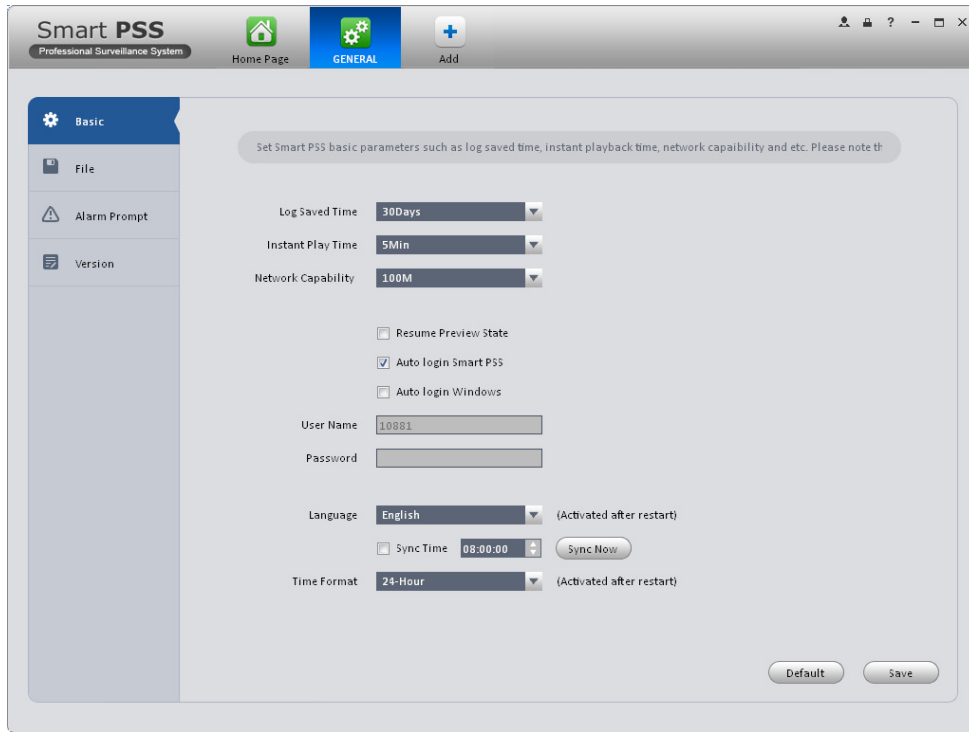 Smart PSS
Professional Surveillance System
Home Page
GENERAL
Add
?
Basic
File
Alarm Prompt
Version
Set Smart PSS basic parameters such as log saved time, instant playback time, network capaibility and etc. Please note th
Log Saved Time 30Days
Instant Play Time 5Min
Network Capability 100M
Resume Preview State
Auto login Smart PSS
Auto login Windows
User Name 10881
Password
Language English (Activated after restart)
Sync Time 08:00:00 Sync Now
Time Format 24-Hour (Activated after restart)
Default Save